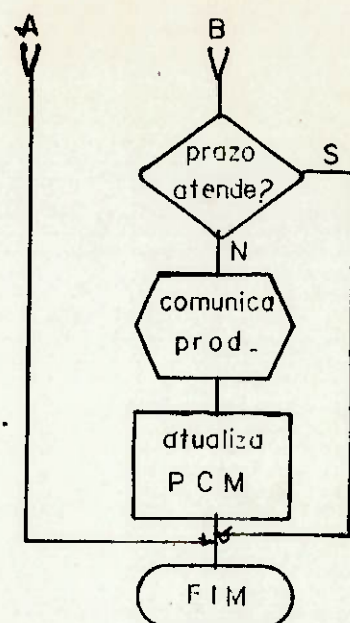 A
B
prazo
atende?
S
N
comunica
prod.
atualiza
PCM
FIM